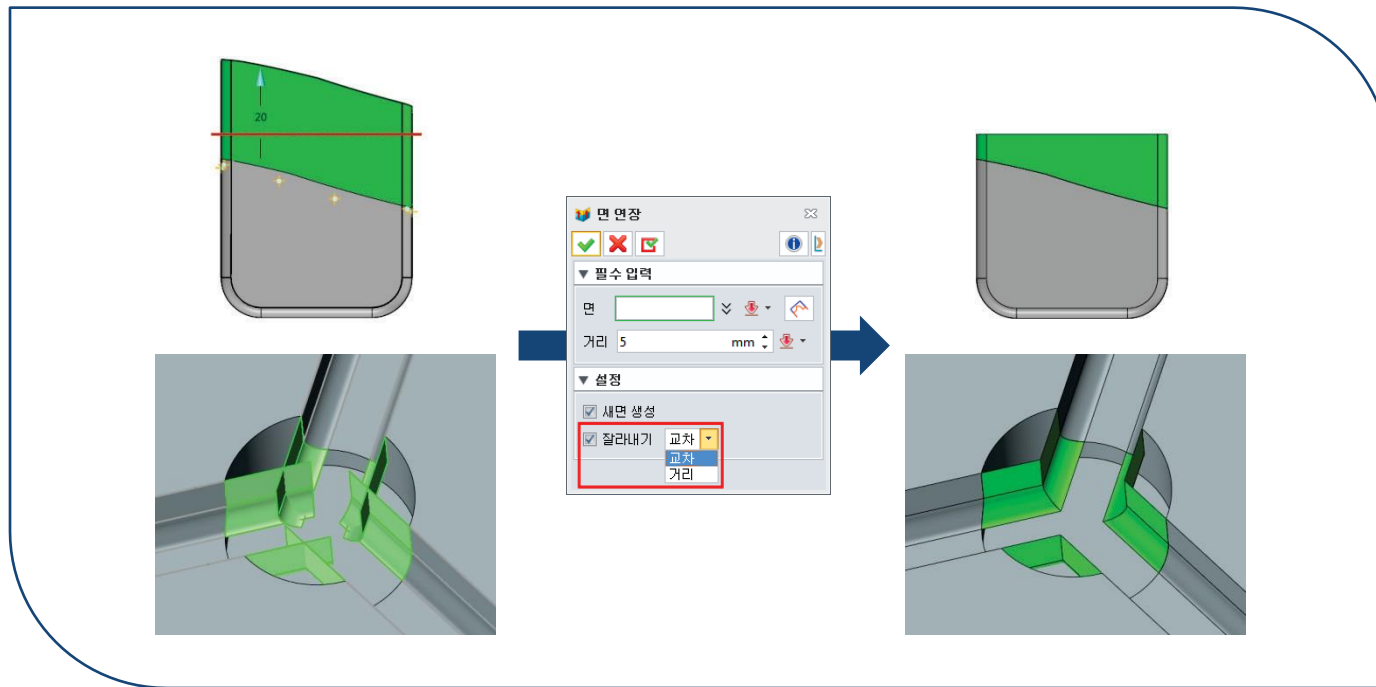 20
면 연장
▼ 필수 입력
면
거리 5 mm
▼ 설정
새면 생성
잘라내기 교차
교차
거리